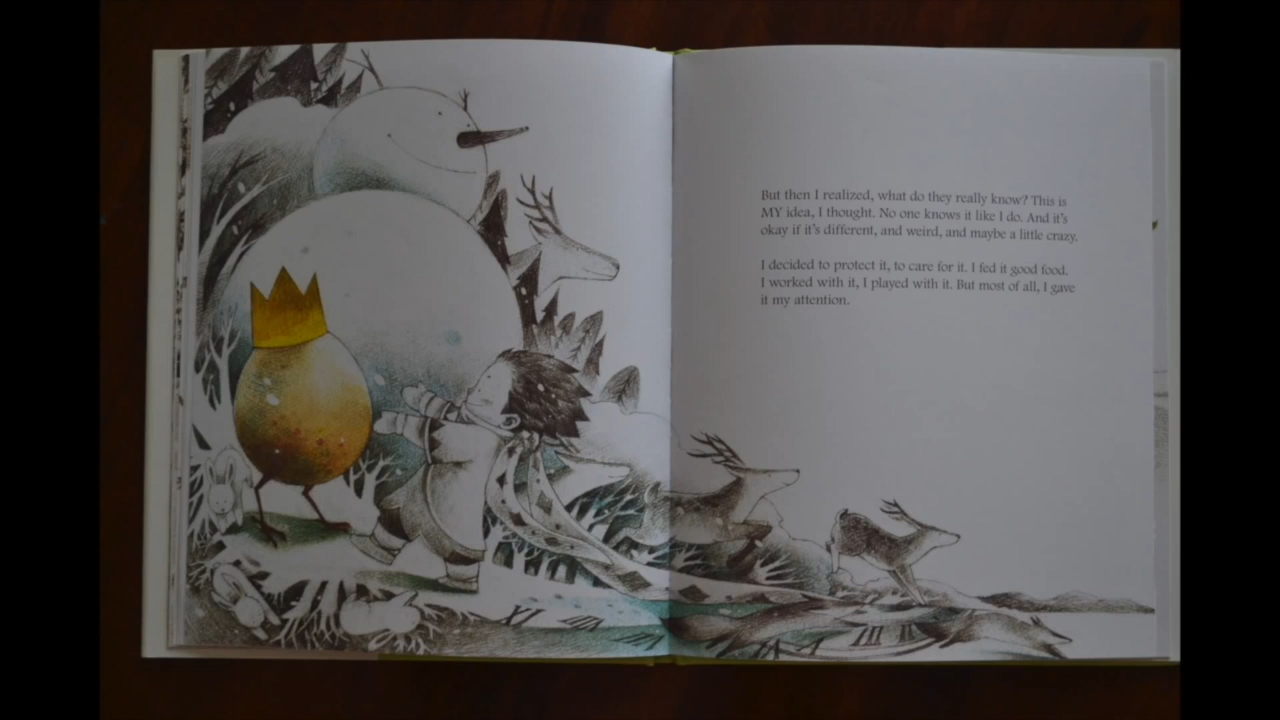 But then I realized, what do they really know? This is
MY idea, I thought. No one knows it like I do. And it's
okay if it's different, and weird, and maybe a little crazy.
I decided to protect it, to care for it. I fed it good food.
I worked with it, I played with it. But most of all, I gave
it my attention.